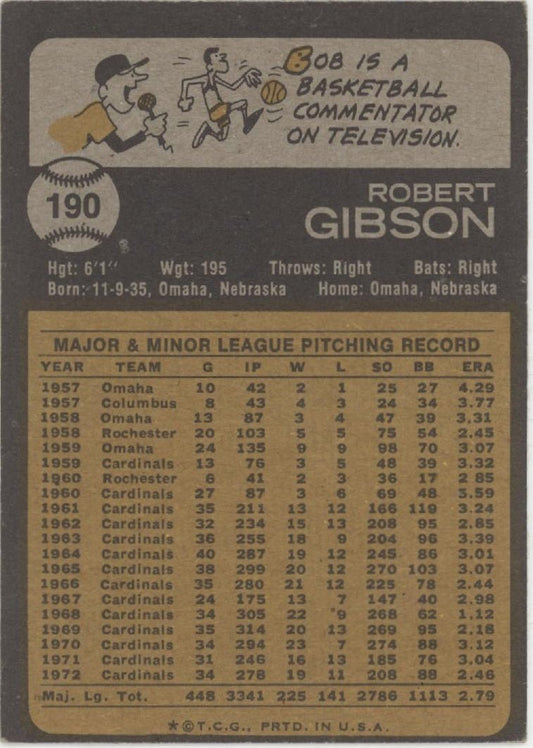 BOB IS A
BASKETBALL
COMMENTATOR
ON TELEVISION.
190
ROBERT
GIBSON
Hgt: 6'1" Wgt: 195 Throws: Right Bats: Right
Born: 11-9-35, Omaha, Nebraska Home: Omaha, Nebraska
MAJOR & MINOR LEAGUE PITCHING RECORD
YEAR TEAM G IP W L SO BB ERA
1957 Omaha 10 42 2 1 25 27 4.29
1957 Columbus 8 43 4 3 24 34 3.77
1958 Omaha 13 87 3 4 47 39 3.31
1958 Rochester 20 103 5 5 75 54 2.45
1959 Omaha 24 135 9 9 98 70 3.07
1959 Cardinals 13 76 3 5 48 39 3.32
1960 Rochester 6 41 2 3 36 17 2.85
1960 Cardinals 27 87 3 6 69 48 5.59
1961 Cardinals 35 211 13 12 166 119 3.24
1962 Cardinals 32 234 15 13 208 95 2.85
1963 Cardinals 36 255 18 9 204 96 3.39
1964 Cardinals 40 287 19 12 245 86 3.01
1965 Cardinals 38 299 20 12 270 103 3.07
1966 Cardinals 35 280 21 12 225 78 2.44
1967 Cardinals 24 175 13 7 147 40 2.98
1968 Cardinals 34 305 22 9 268 62 1.12
1969 Cardinals 35 314 20 13 269 95 2.18
1970 Cardinals 34 294 23 7 274 88 3.12
1971 Cardinals 31 246 16 13 185 76 3.04
1972 Cardinals 34 278 19 11 208 88 2.46
Maj. Lg. Tot. 448 3341 225 141 2786 1113 2.79
*©T.C.G., PRTD. IN U.S.A.